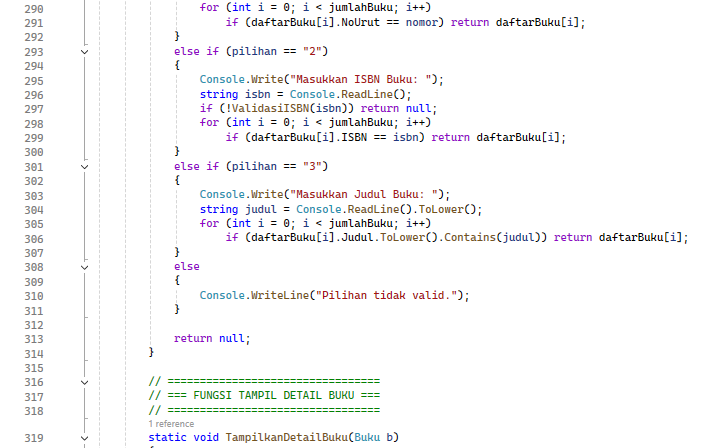 290 for (int i = 0; i < jumlahBuku; i++)
291 if (daftarBuku[i].NoUrut == nomor) return daftarBuku[i];
292 }
293 else if (pilihan == "2")
294 {
295 Console.Write("Masukkan ISBN Buku: ");
296 string isbn = Console.ReadLine();
297 if (!ValidasiISBN(isbn)) return null;
298 for (int i = 0; i < jumlahBuku; i++)
299 if (daftarBuku[i].ISBN == isbn) return daftarBuku[i];
300 }
301 else if (pilihan == "3")
302 {
303 Console.Write("Masukkan Judul Buku: ");
304 string judul = Console.ReadLine().ToLower();
305 for (int i = 0; i < jumlahBuku; i++)
306 if (daftarBuku[i].Judul.ToLower().Contains(judul)) return daftarBuku[i];
307 }
308 else
309 {
310 Console.WriteLine("Pilihan tidak valid.");
311 }
312
313 return null;
314 }
315
316 // =================================
317 // === FUNGSI TAMPIL DETAIL BUKU ===
318 // =================================
1 reference
319 static void TampilkanDetailBuku(Buku b)